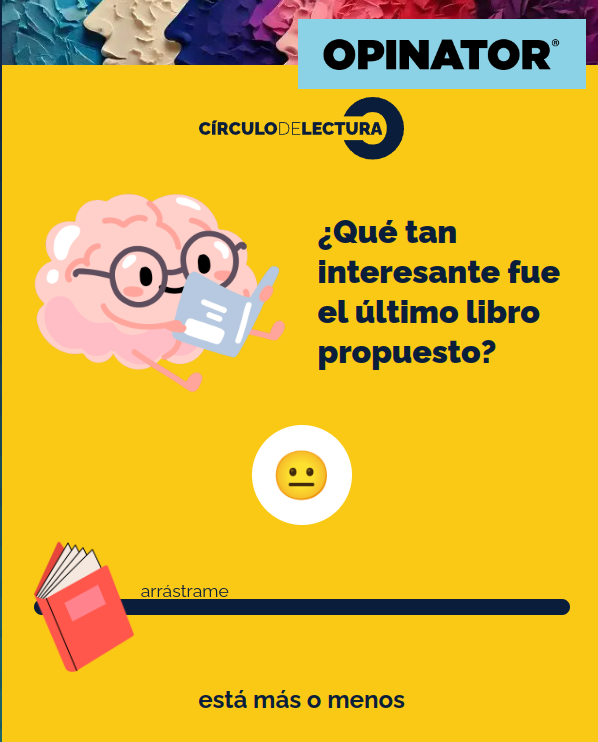 OPINATOR®
CÍRCULODELECTURA
¿Qué tan
interesante fue
el último libro
propuesto?
arrástrame
está más o menos